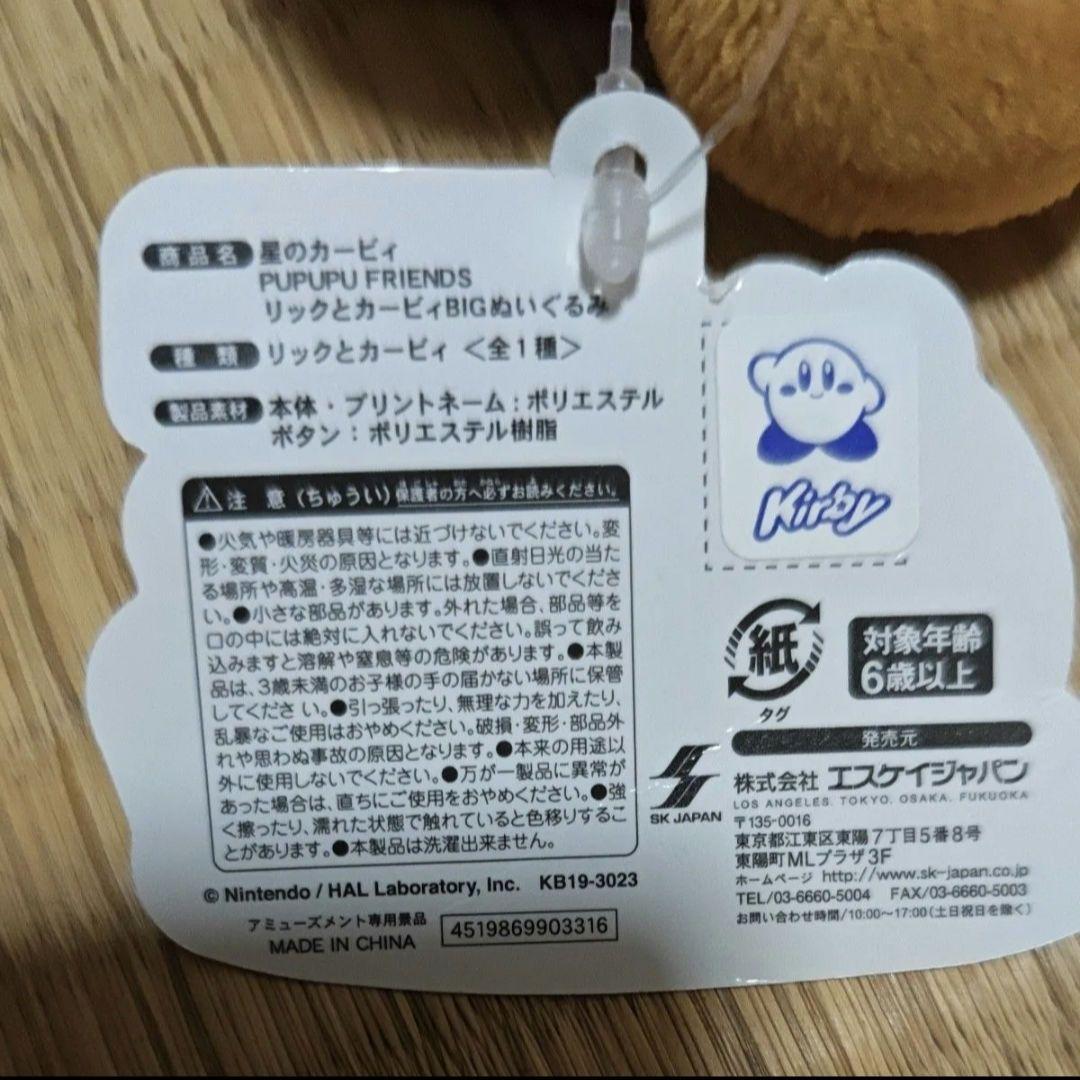 商品名 星のカービィ
PUPUPU FRIENDS
リックとカービィBIGぬいぐるみ
種類 リックとカービィ <全1種>
製品素材 本体・プリントネーム:ポリエステル
ボタン:ポリエステル樹脂
注 意(ちゅうい)保護者の方へ必ずお読みください。
●火気や暖房器具等には近づけないでください。変
形・変質・火災の原因となります。●直射日光の当た
る場所や高温・多湿な場所には放置しないでくださ
い。●小さな部品があります。外れた場合、部品等を
口の中には絶対に入れないでください。誤って飲み
込みますと溶解や窒息等の危険があります。●本製
品は、3歳未満のお子様の手の届かない場所に保管
してくださ い。●引っ張ったり、無理な力を加えたり、
乱暴なご使用はおやめください。破損・変形・部品外
れや思わぬ事故の原因となります。●本来の用途以
外に使用しないでください。●万が一製品に異常が
あった場合は、直ちにご使用をおやめください。●強
く擦ったり、濡れた状態で触れていると色移りするこ
とがあります。●本製品は洗濯出来ません。
© Nintendo / HAL Laboratory, Inc. KB19-3023
アミューズメント専用景品
MADE IN CHINA
4519869903316
Kirby
紙
タグ
対象年齢
6歳以上
発売元
SK JAPAN
株式会社 エスケイジャパン
LOS ANGELES. TOKYO. OSAKA. FUKUOKA
〒135-0016
東京都江東区東陽7丁目5番8号
東陽町MLプラザ3F
ホームページ http://www.sk-japan.co.jp
TEL/03-6660-5004 FAX/03-6660-5003
お問い合わせ時間/10:00~17:00(土日祝日を除く)